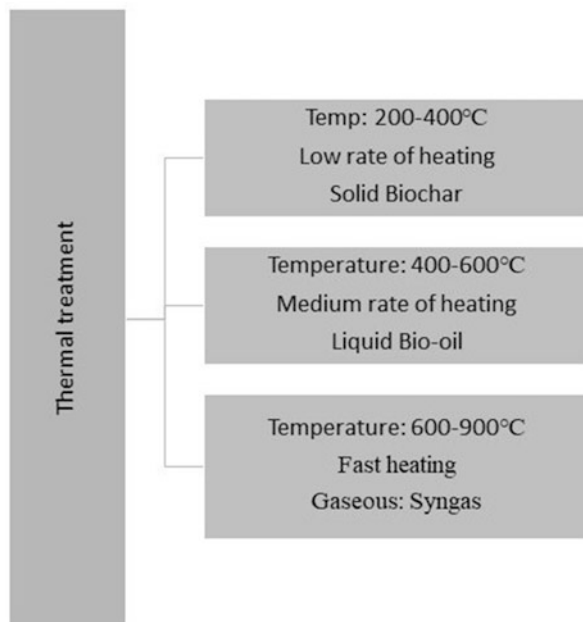 Thermal treatment
Temp: 200-400°C
Low rate of heating
Solid Biochar
Temperature: 400-600°C
Medium rate of heating
Liquid Bio-oil
Temperature: 600-900°C
Fast heating
Gaseous: Syngas